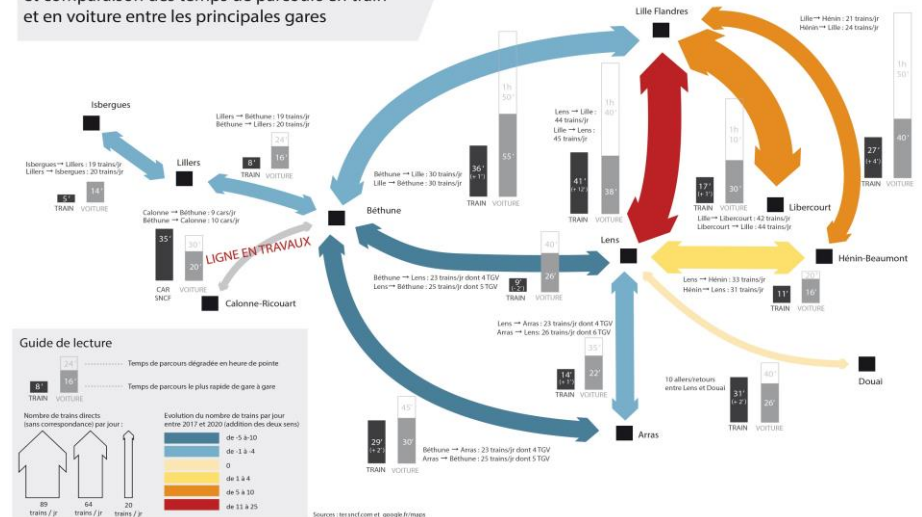 et comparaison des temps de parcours en train
et en voiture entre les principales gares
Lille Flandres
Lille → Hénin : 21 trains/jr
Hénin → Lille : 24 trains/jr
1h
50'
40'
27'
(+ 4')
TRAIN VOITURE
Isbergues
Isbergues → Lillers : 19 trains/jr
Lillers → Isbergues : 20 trains/jr
14'
5'
TRAIN VOITURE
Lillers
Lillers → Béthune : 19 trains/jr
Béthune → Lillers : 20 trains/jr
24'
8'
16'
TRAIN VOITURE
Béthune → Lille : 30 trains/jr
Lille → Béthune : 30 trains/jr
1h
50'
36'
(+ 1')
55'
TRAIN VOITURE
Lens → Lille :
44 trains/jr
Lille → Lens :
45 trains/jr
1h
40'
41'
(+ 12')
38'
TRAIN VOITURE
1h
10'
17'
(+ 1')
30'
TRAIN VOITURE
Lille → Libercourt : 42 trains/jr
Libercourt → Lille : 44 trains/jr
Libercourt
Calonne → Béthune : 9 cars/jr
Béthune → Calonne : 10 cars/jr
35'
30'
20'
CAR
SNCF
VOITURE
LIGNE EN TRAVAUX
Calonne-Ricouart
Béthune
Béthune → Lens : 23 trains/jr dont 4 TGV
Lens → Béthune : 25 trains/jr dont 5 TGV
40'
9'
(-2')
26'
TRAIN VOITURE
Lens
Hénin-Beaumont
Lens → Hénin : 33 trains/jr
Hénin → Lans : 31 trains/jr
11'
16'
TRAIN VOITURE
Lens → Arras : 23 trains/jr dont 4 TGV
Arras → Lens: 26 trains/jr dont 6 TGV
35'
14'
(+ 1')
22'
TRAIN VOITURE
10 allers/retours
entre Lens et Douai
40'
31'
(+ 2')
26'
TRAIN VOITURE
Douai
Arras
45'
29'
(+ 2')
30'
TRAIN VOITURE
Béthune → Arras : 23 trains/jr dont 4 TGV
Arras → Béthune : 25 trains/jr dont 5 TGV
Guide de lecture
24'
Temps de parcours dégradée en heure de pointe
8'
16'
Temps de parcours le plus rapide de gare à gare
TRAIN VOITURE
Nombre de trains directs
(sans correspondance) par jour :
89
trains / jr
64
trains / jr
20
trains / jr
Evolution du nombre de trains par jour
entre 2017 et 2020 (addition des deux sens)
de -5 à-10
de -1 à -4
0
de 1 à 4
de 5 à 10
de 11 à 25
Sources : ter.sncf.com et google.fr/maps